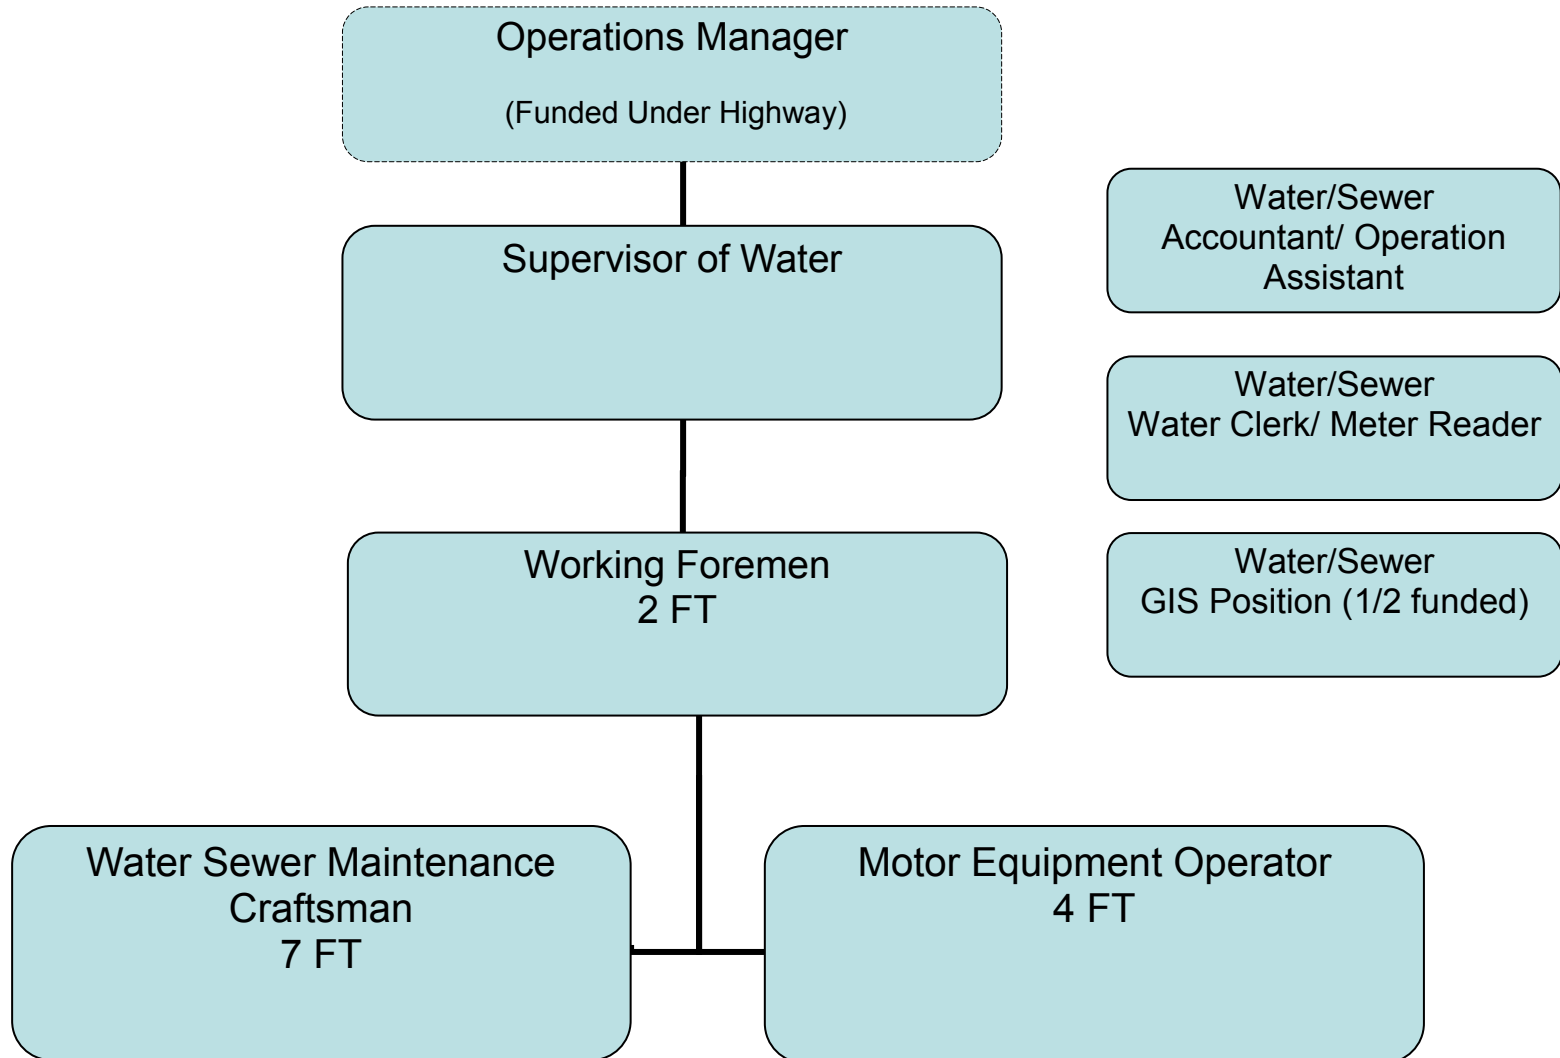 Operations Manager
(Funded Under Highway)
Supervisor of Water
Working Foremen
2 FT
Water Sewer Maintenance
Craftsman
7 FT
Motor Equipment Operator
4 FT
Water/Sewer
Accountant/ Operation
Assistant
Water/Sewer
Water Clerk/ Meter Reader
Water/Sewer
GIS Position (1/2 funded)